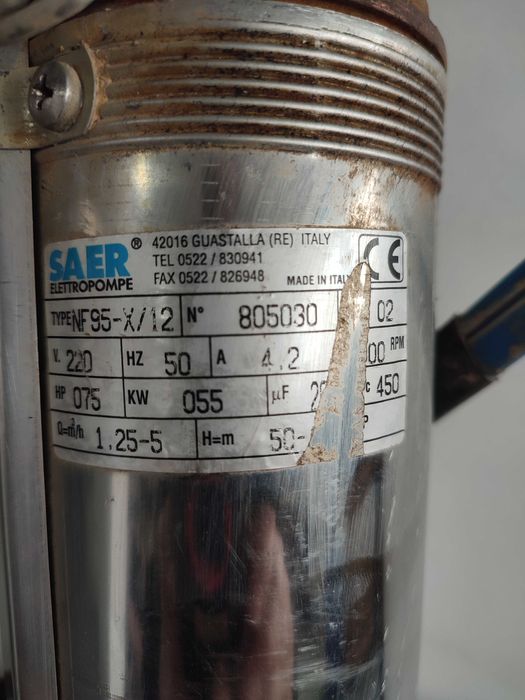 SAER®
ELETTROPOMPE
42016 GUASTALLA (RE) ITALY
TEL 0522 / 830941
FAX 0522 / 826948 MADE IN ITALY CE
TYPE NF95-X/12 N° 805030 02
V. 220 HZ 50 A 4,2 00 RPM
HP 075 KW 055 µF 2 c 450
Q=m³/h 1,25-5 H=m 50-